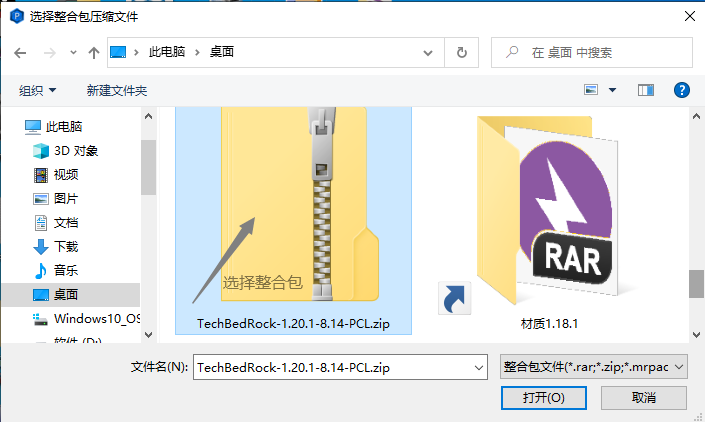 选择整合包压缩文件
此电脑
桌面
在 桌面 中搜索
组织
新建文件夹
此电脑
3D 对象
视频
图片
文档
下载
音乐
桌面
Windows10_OS
选择整合包
TechBedRock-1.20.1-8.14-PCL.zip
RAR
材质1.18.1
文件名(N):
TechBedRock-1.20.1-8.14-PCL.zip
整合包文件(*.rar;*.zip;*.mrpac
打开(O)
取消